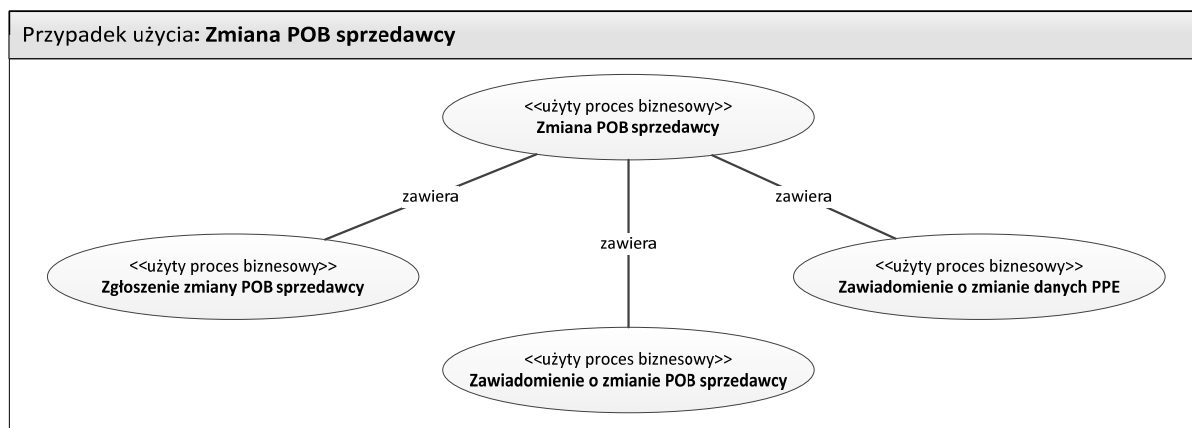 Przypadek użycia: Zmiana POB sprzedawcy
<<użyty proces biznesowy>>
Zmiana POB sprzedawcy
zawiera
zawiera
zawiera
<<użyty proces biznesowy>>
Zgłoszenie zmiany POB sprzedawcy
<<użyty proces biznesowy>>
Zawiadomienie o zmianie danych PPE
<<użyty proces biznesowy>>
Zawiadomienie o zmianie POB sprzedawcy